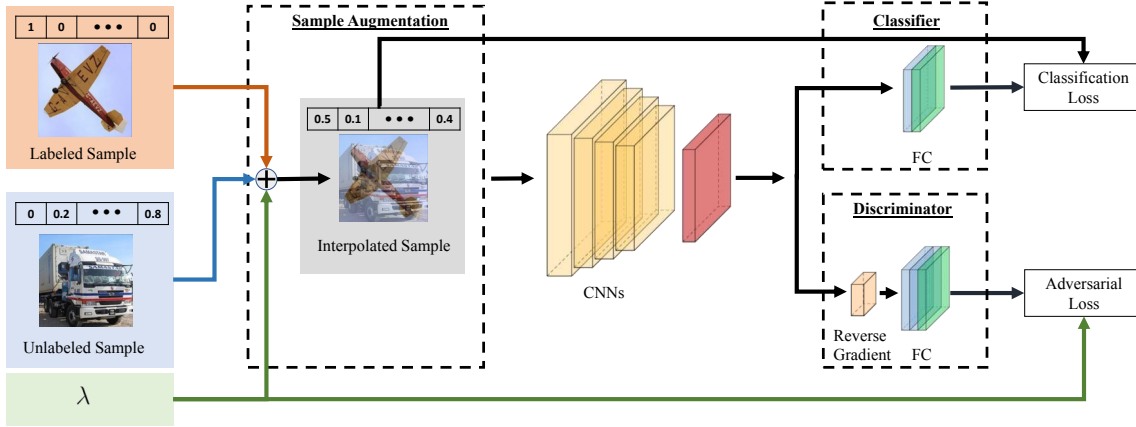 1 0 ••• 0
Labeled Sample
0 0.2 ••• 0.8
Unlabeled Sample
λ
Sample Augmentation
0.5 0.1 ••• 0.4
Interpolated Sample
CNNs
Classifier
FC
Classification
Loss
Discriminator
Reverse
Gradient
FC
Adversarial
Loss